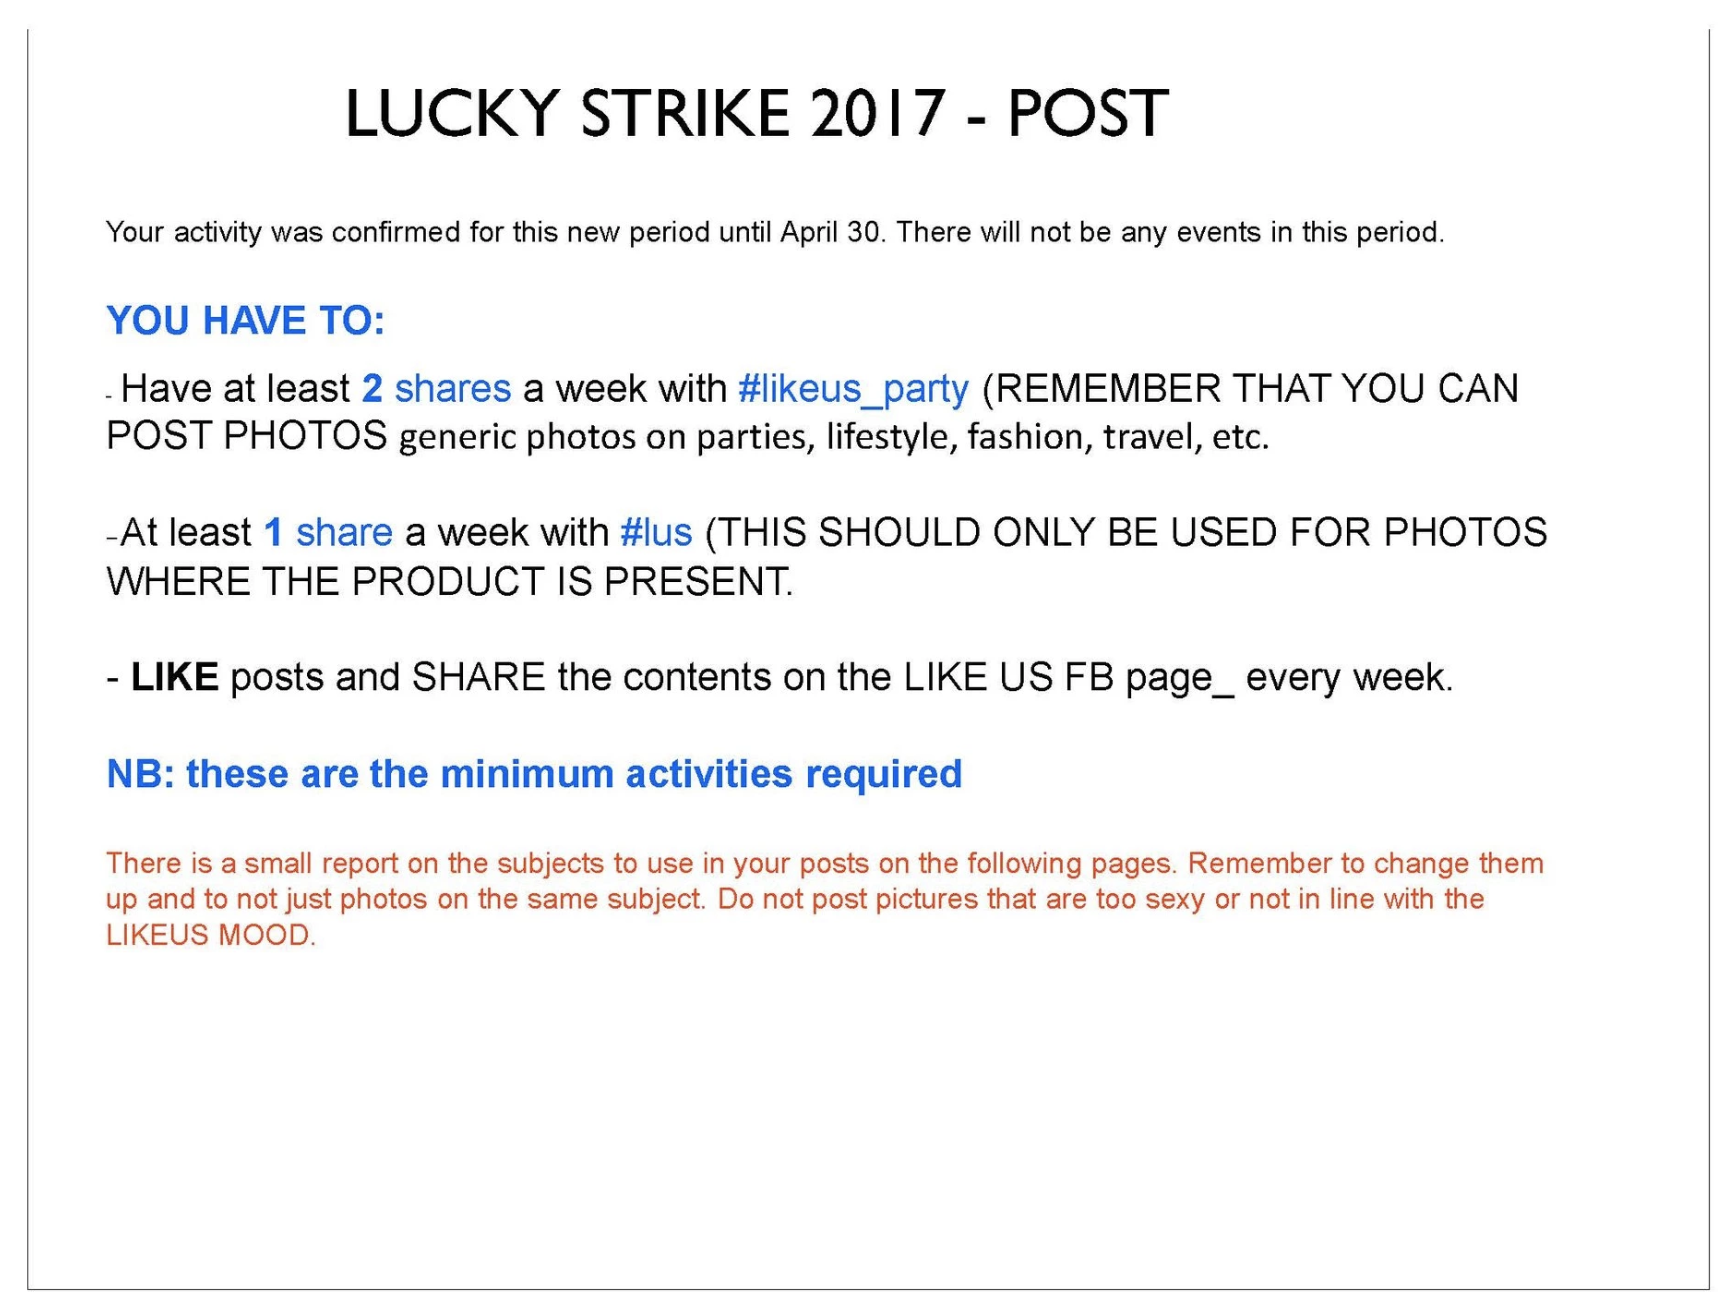 LUCKY STRIKE 2017 - POST
Your activity was confirmed for this new period until April 30. There will not be any events in this period.
YOU HAVE TO:
- Have at least 2 shares a week with #likeus_party (REMEMBER THAT YOU CAN
POST PHOTOS generic photos on parties, lifestyle, fashion, travel, etc.
-At least 1 share a week with #lus (THIS SHOULD ONLY BE USED FOR PHOTOS
WHERE THE PRODUCT IS PRESENT.
- LIKE posts and SHARE the contents on the LIKE US FB page_ every week.
NB: these are the minimum activities required
There is a small report on the subjects to use in your posts on the following pages. Remember to change them
up and to not just photos on the same subject. Do not post pictures that are too sexy or not in line with the
LIKEUS MOOD.